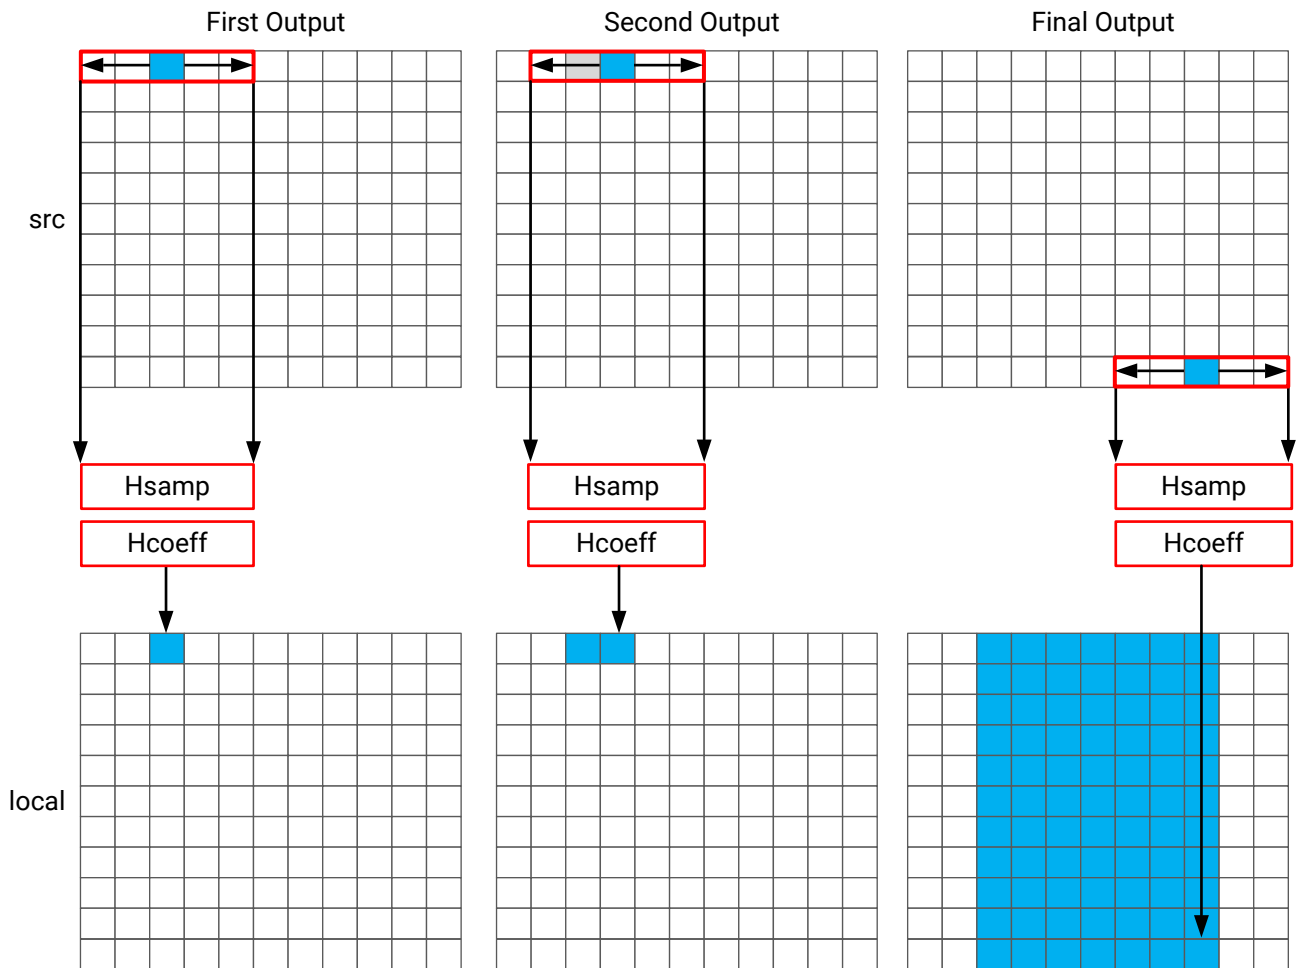 First Output
Second Output
Final Output
src
Hsamp
Hsamp
Hsamp
Hcoeff
Hcoeff
Hcoeff
local